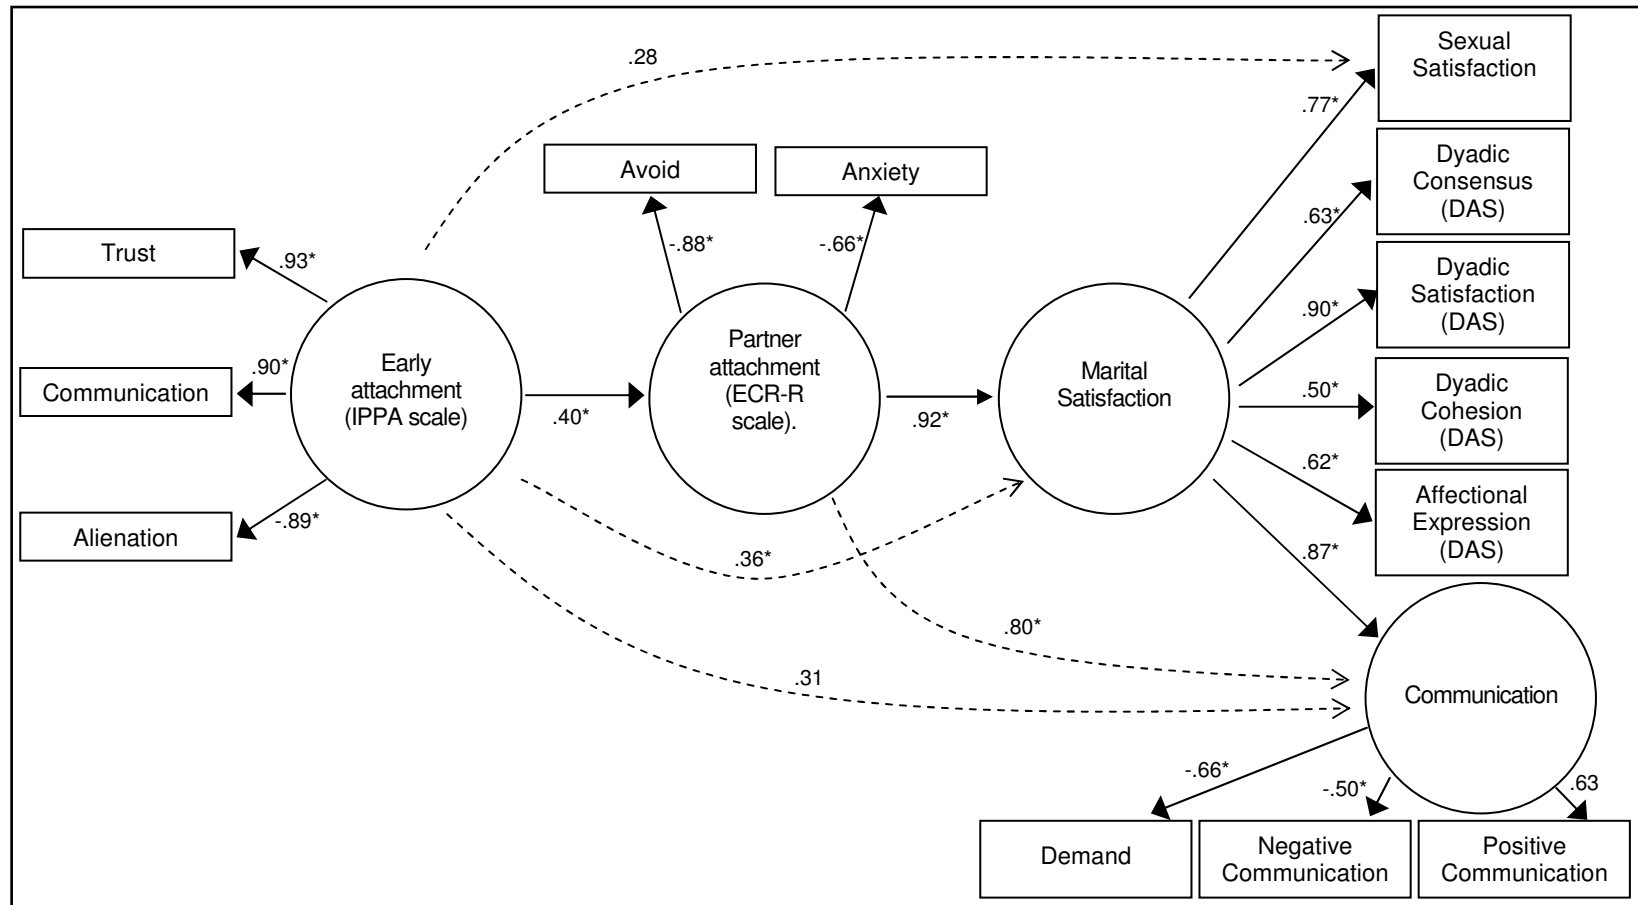 .28
Sexual
Satisfaction
.77*
Dyadic
Consensus
(DAS)
.63*
Avoid
Anxiety
-.88*
-.66*
Trust
.93*
Dyadic
Satisfaction
(DAS)
.90*
Communication
.90*
Early
attachment
(IPPA scale)
.40*
Partner
attachment
(ECR-R
scale).
.92*
Marital
Satisfaction
.50*
Dyadic
Cohesion
(DAS)
.62*
Affectional
Expression
(DAS)
Alienation
-.89*
.36*
.87*
.80*
.31
Communication
-.66*
-.50*
.63
Demand
Negative
Communication
Positive
Communication